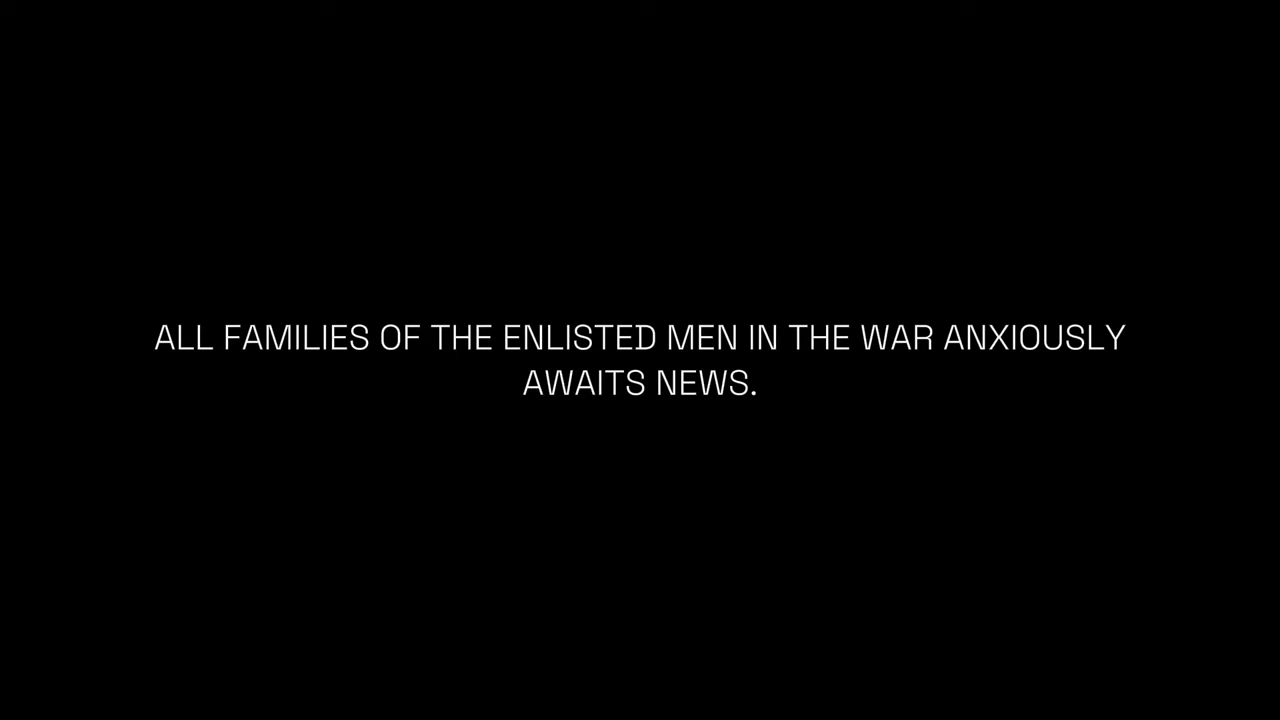 ALL FAMILIES OF THE ENLISTED MEN IN THE WAR ANXIOUSLY
AWAITS NEWS.